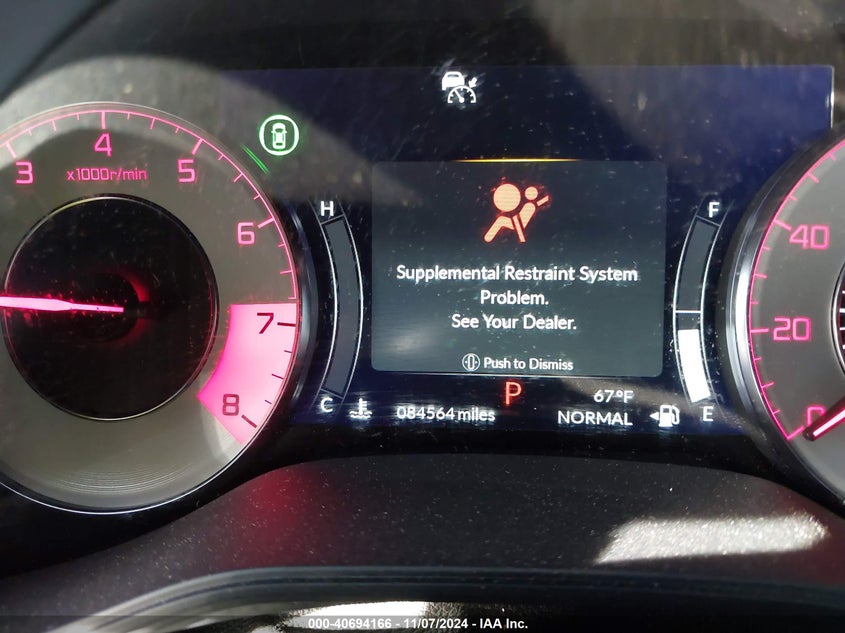 3
4
5
x1000r/min
6
7
8
H
C
Supplemental Restraint System
Problem.
See Your Dealer.
Push to Dismiss
F
E
P
67°F
084564 miles
NORMAL
40
20
0
000-40694166 - 11/07/2024 - IAA Inc.